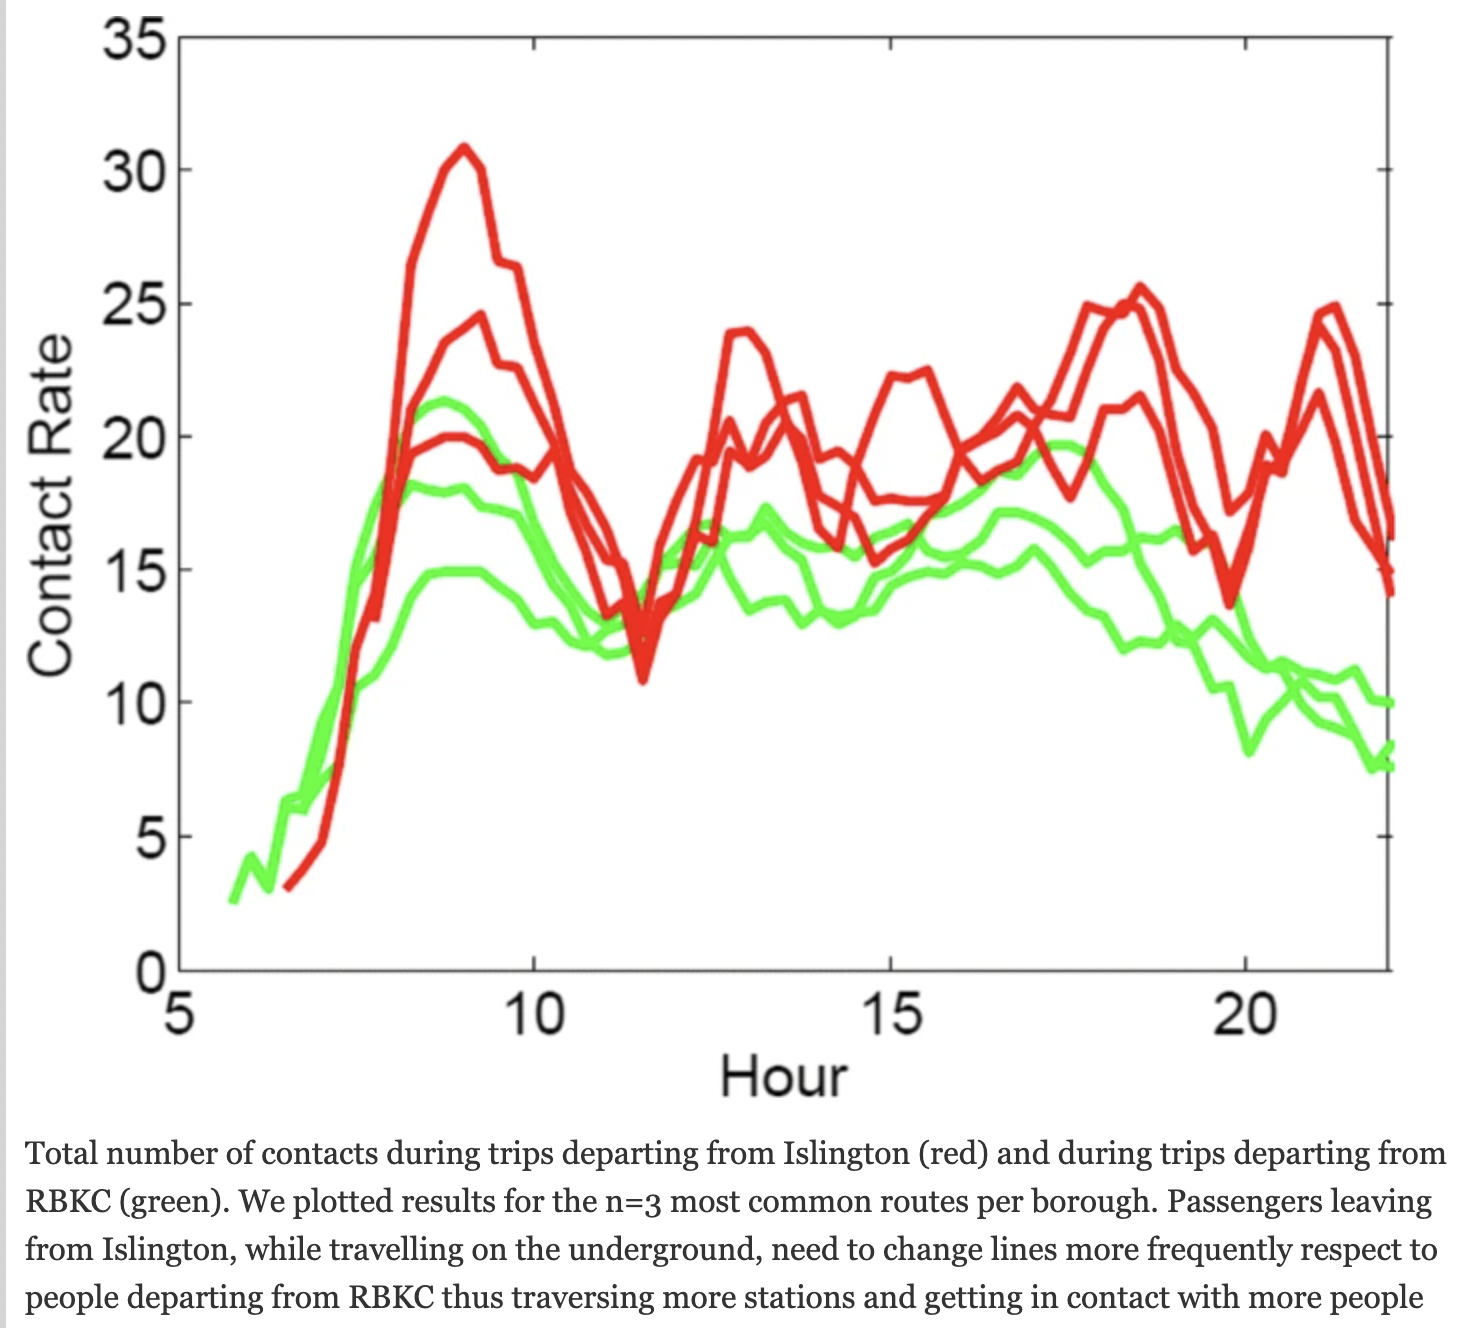 35
30
25
20
15
10
5
0
Contact Rate
5 10 15 20
Hour
Total number of contacts during trips departing from Islington (red) and during trips departing from
RBKC (green). We plotted results for the n=3 most common routes per borough. Passengers leaving
from Islington, while travelling on the underground, need to change lines more frequently respect to
people departing from RBKC thus traversing more stations and getting in contact with more people